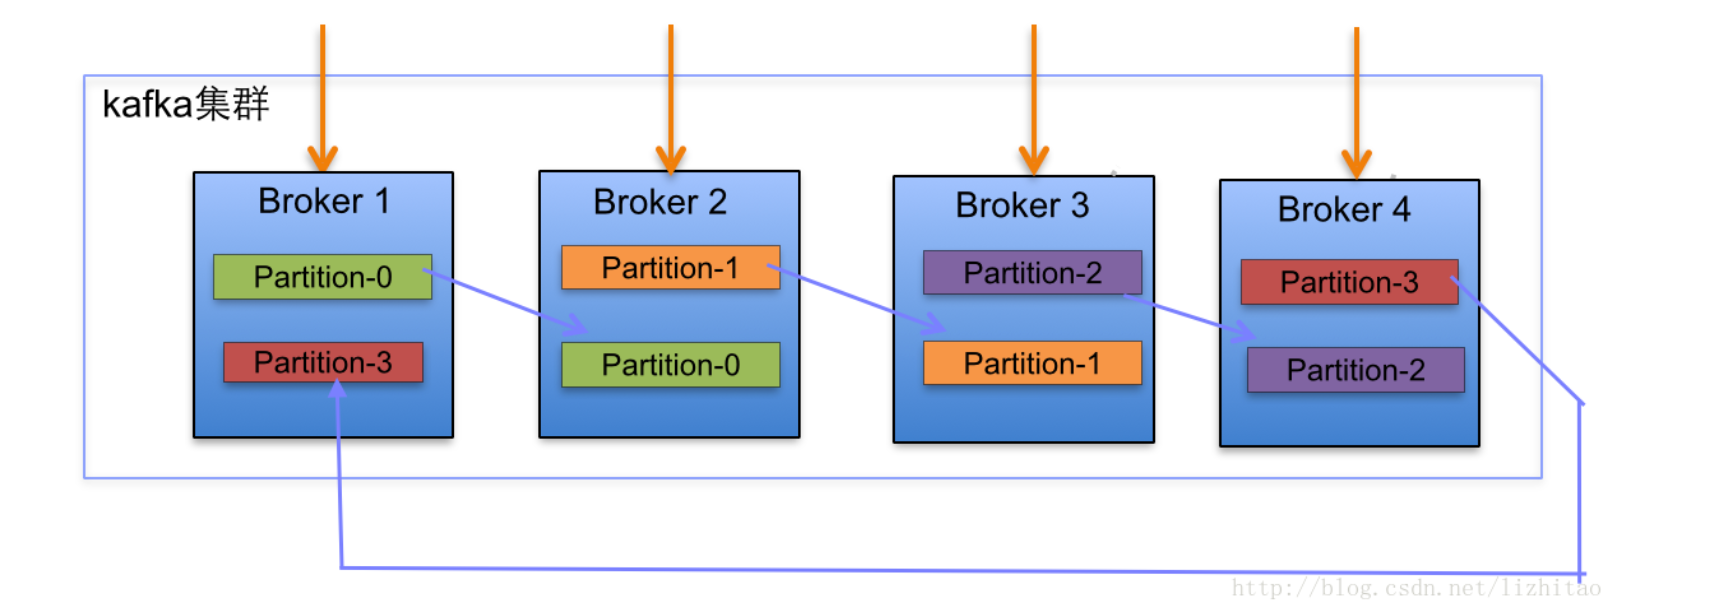 kafka集群
Broker 1
Partition-0
Partition-3
Broker 2
Partition-1
Partition-0
Broker 3
Partition-2
Partition-1
Broker 4
Partition-3
Partition-2
http://blog.csdn.net/lizhitao